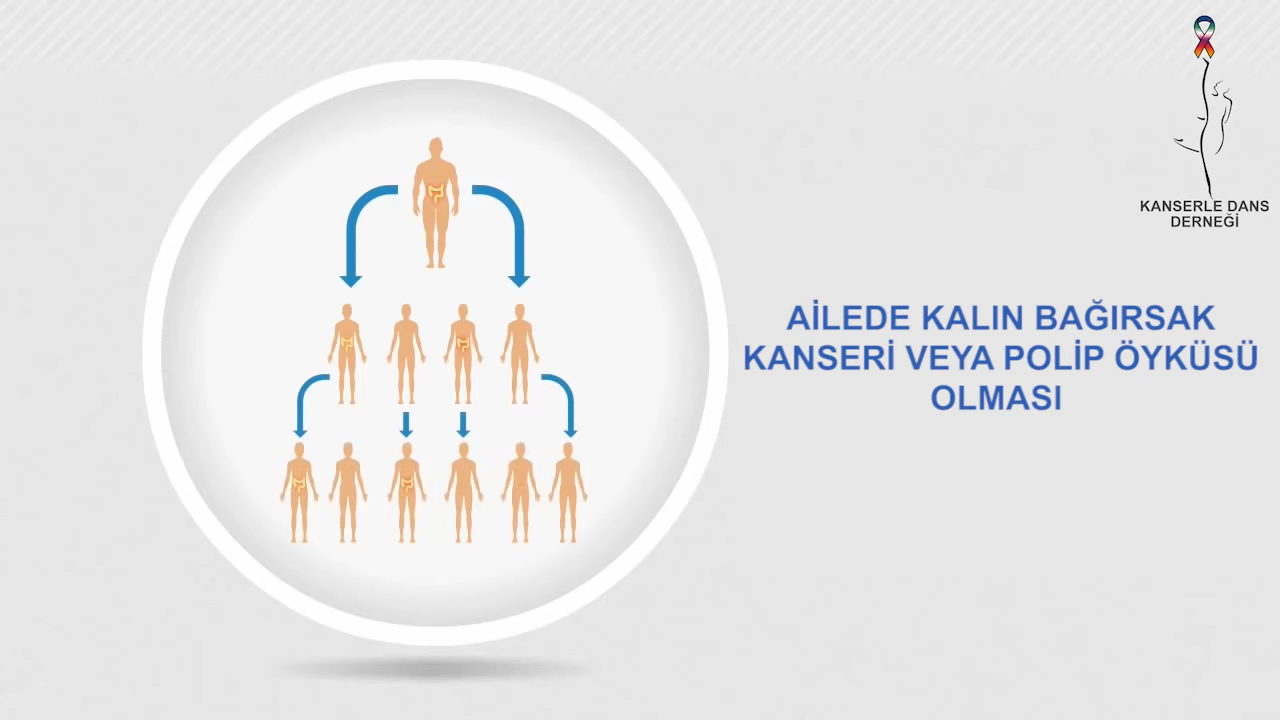 KANSERLE DANS
DERNEĞİ
AİLEDE KALIN BAĞIRSAK
KANSERİ VEYA POLİP ÖYKÜSÜ
OLMASI